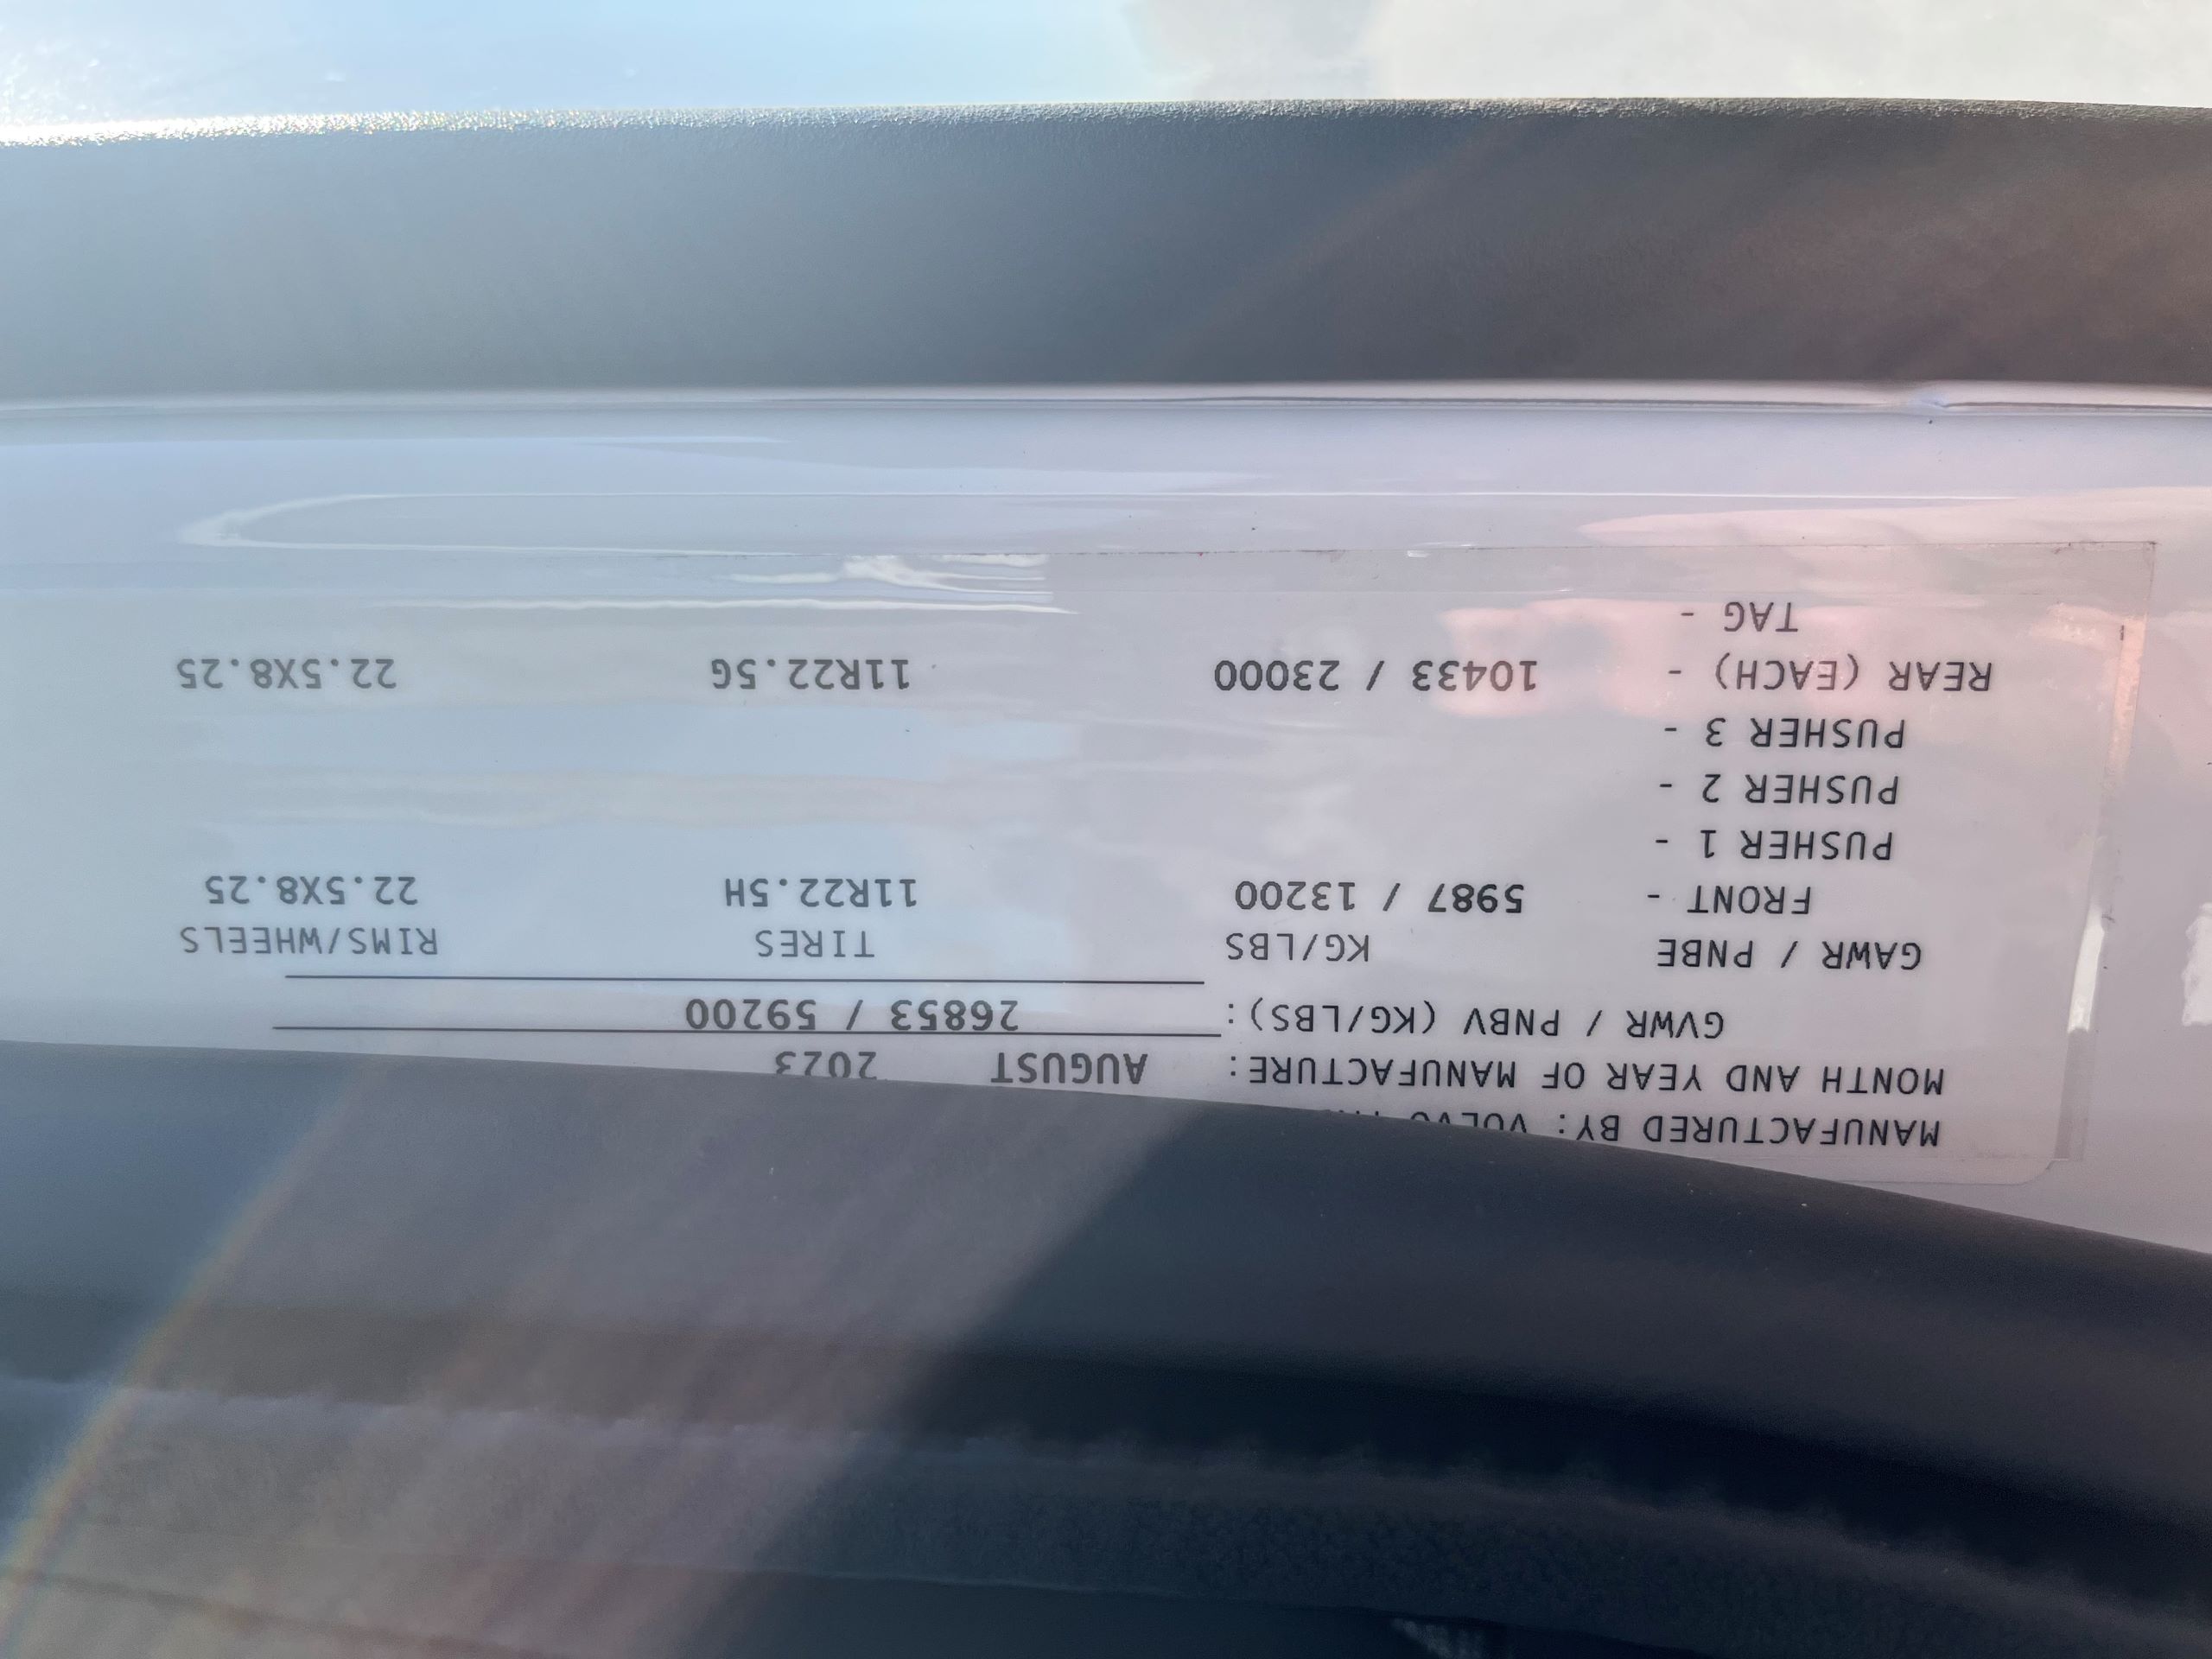 MANUFACTURED BY: VOLVO
MONTH AND YEAR OF MANUFACTURE: AUGUST 2023
GVWR / PNBV (KG/LBS): 26853 / 59200
GAWR / PNBE KG/LBS TIRES RIMS/WHEELS
FRONT - 5987 / 13200 11R22.5H 22.5X8.25
PUSHER 1 -
PUSHER 2 -
PUSHER 3 -
REAR (EACH) - 10433 / 23000 11R22.5G 22.5X8.25
TAG -